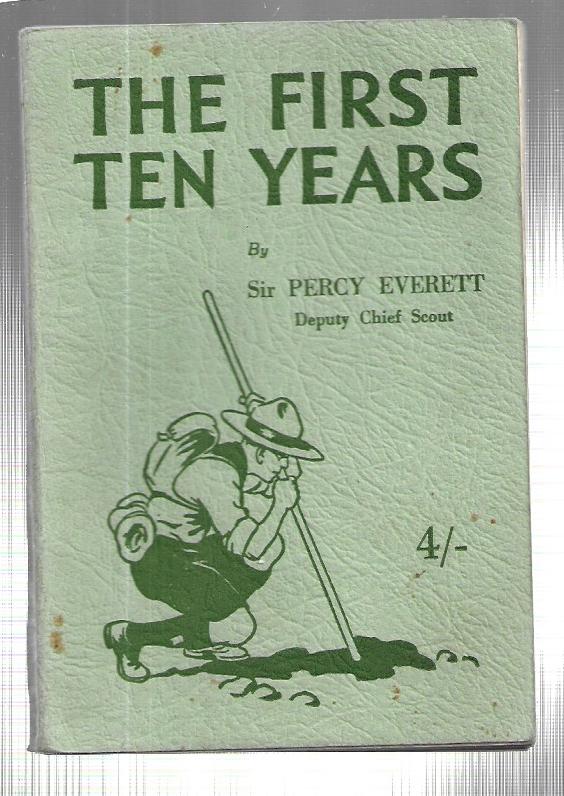 THE FIRST
TEN YEARS
By
Sir PERCY EVERETT
Deputy Chief Scout
4/-